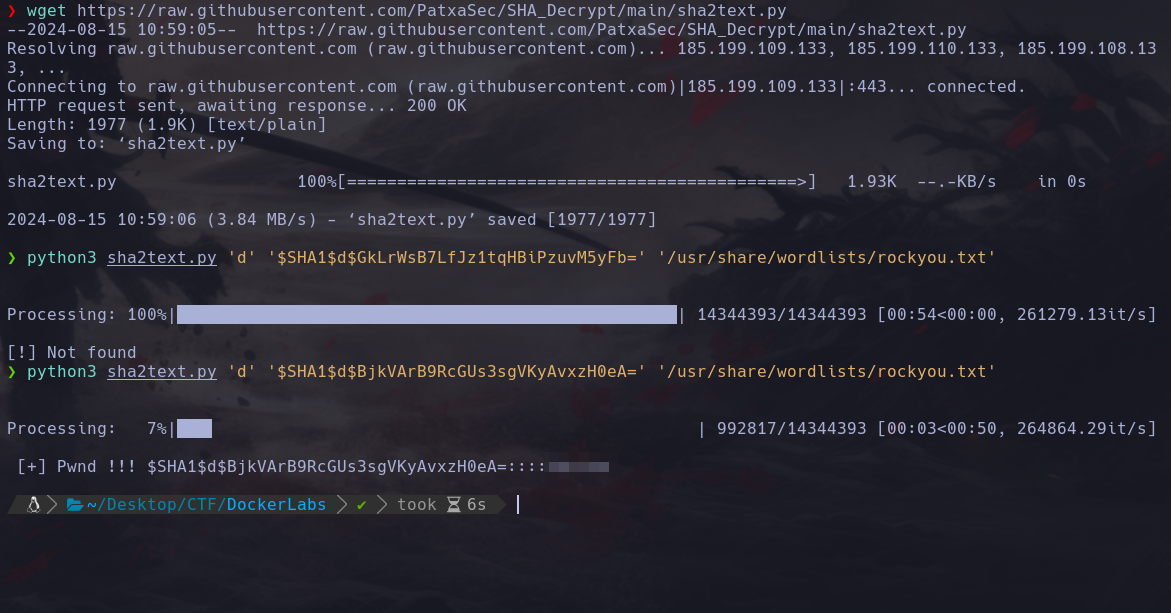 ❯ wget https://raw.githubusercontent.com/PatxaSec/SHA_Decrypt/main/sha2text.py
--2024-08-15 10:59:05--  https://raw.githubusercontent.com/PatxaSec/SHA_Decrypt/main/sha2text.py
Resolving raw.githubusercontent.com (raw.githubusercontent.com)... 185.199.109.133, 185.199.110.133, 185.199.108.13
3, ...
Connecting to raw.githubusercontent.com (raw.githubusercontent.com)|185.199.109.133|:443... connected.
HTTP request sent, awaiting response... 200 OK
Length: 1977 (1.9K) [text/plain]
Saving to: ‘sha2text.py’
sha2text.py                  100%[=============================================>]   1.93K  --.-KB/s    in 0s
2024-08-15 10:59:06 (3.84 MB/s) - ‘sha2text.py’ saved [1977/1977]
❯ python3 sha2text.py 'd' '$SHA1$d$GkLrWsB7LfJz1tqHBiPzuvM5yFb=' '/usr/share/wordlists/rockyou.txt'
Processing: 100%| | 14344393/14344393 [00:54<00:00, 261279.13it/s]
[!] Not found
❯ python3 sha2text.py 'd' '$SHA1$d$BjkVArB9RcGUs3sgVKyAvxzH0eA=' '/usr/share/wordlists/rockyou.txt'
Processing:   7%| | 992817/14344393 [00:03<00:50, 264864.29it/s]
[+] Pwnd !!! $SHA1$d$BjkVArB9RcGUs3sgVKyAvxzH0eA=::::
~/Desktop/CTF/DockerLabs ✔ took 6s